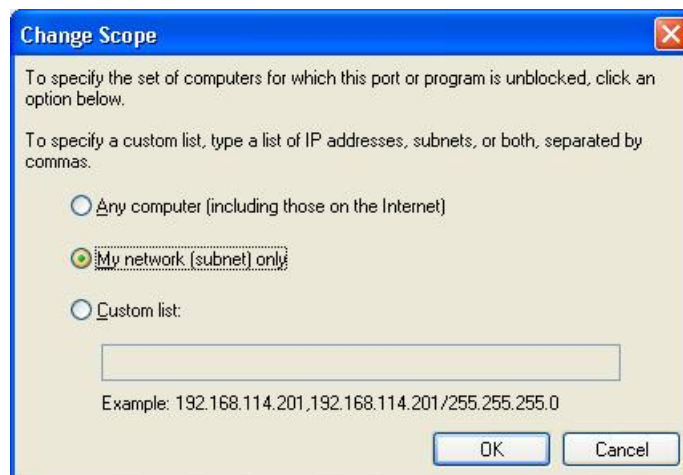 Change Scope
To specify the set of computers for which this port or program is unblocked, click an
option below.
To specify a custom list, type a list of IP addresses, subnets, or both, separated by
commas.
Any computer (including those on the Internet)
My network (subnet) only
Custom list:
Example: 192.168.114.201,192.168.114.201/255.255.255.0
OK Cancel